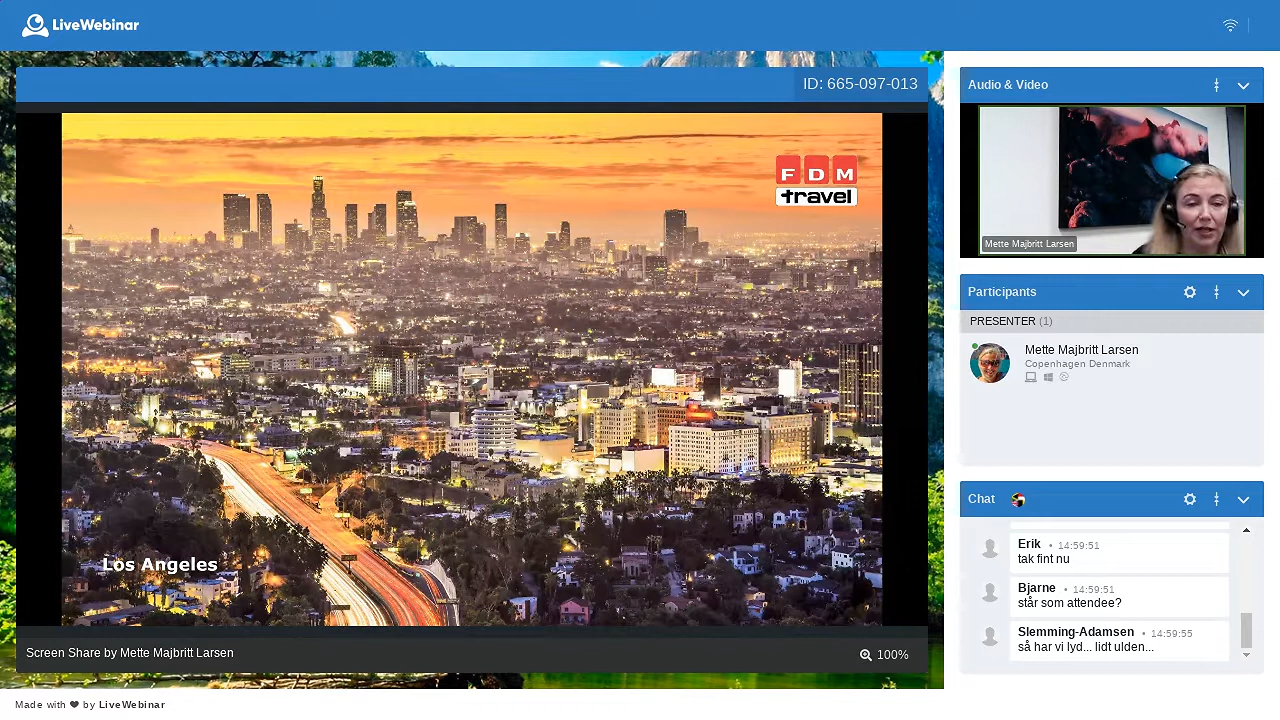 LiveWebinar
ID: 665-097-013
FDM
travel
Los Angeles
Screen Share by Mette Majbritt Larsen
100%
Made with by LiveWebinar
Audio & Video
Mette Majbritt Larsen
Participants
PRESENTER (1)
Mette Majbritt Larsen
Copenhagen Denmark
Chat
Erik • 14:59:51
tak fint nu
Bjarne • 14:59:51
står som attendee?
Slemming-Adamsen • 14:59:55
så har vi lyd... lidt ulden...